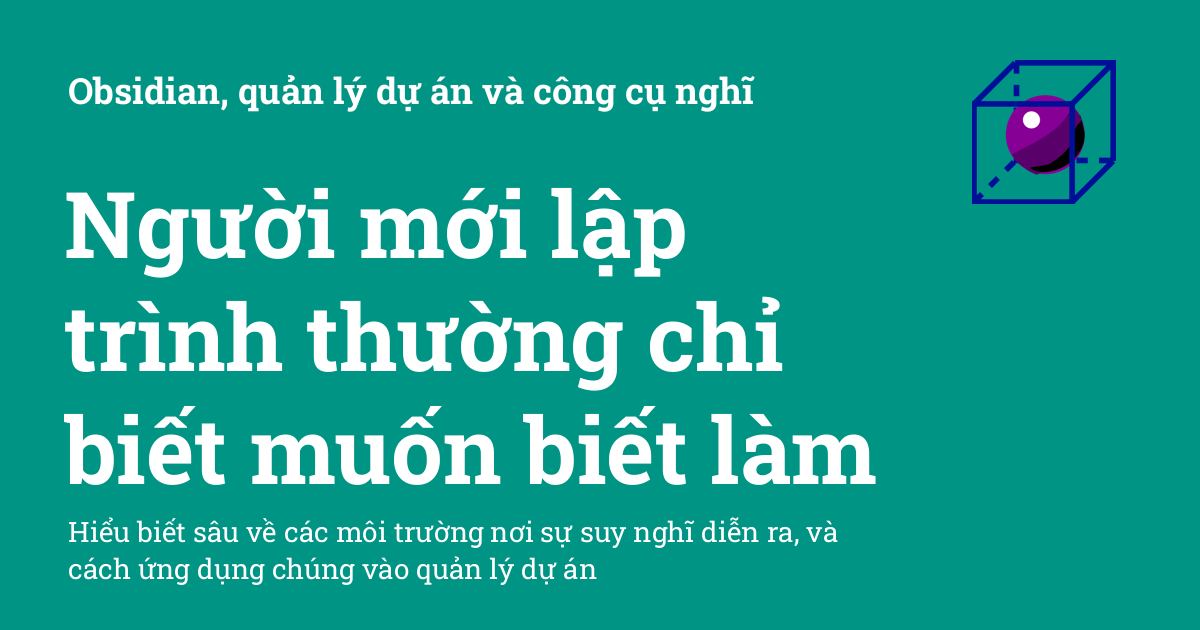 Obsidian, quản lý dự án và công cụ nghĩ
Người mới lập
trình thường chỉ
biết muốn biết làm
Hiểu biết sâu về các môi trường nơi sự suy nghĩ diễn ra, và
cách ứng dụng chúng vào quản lý dự án